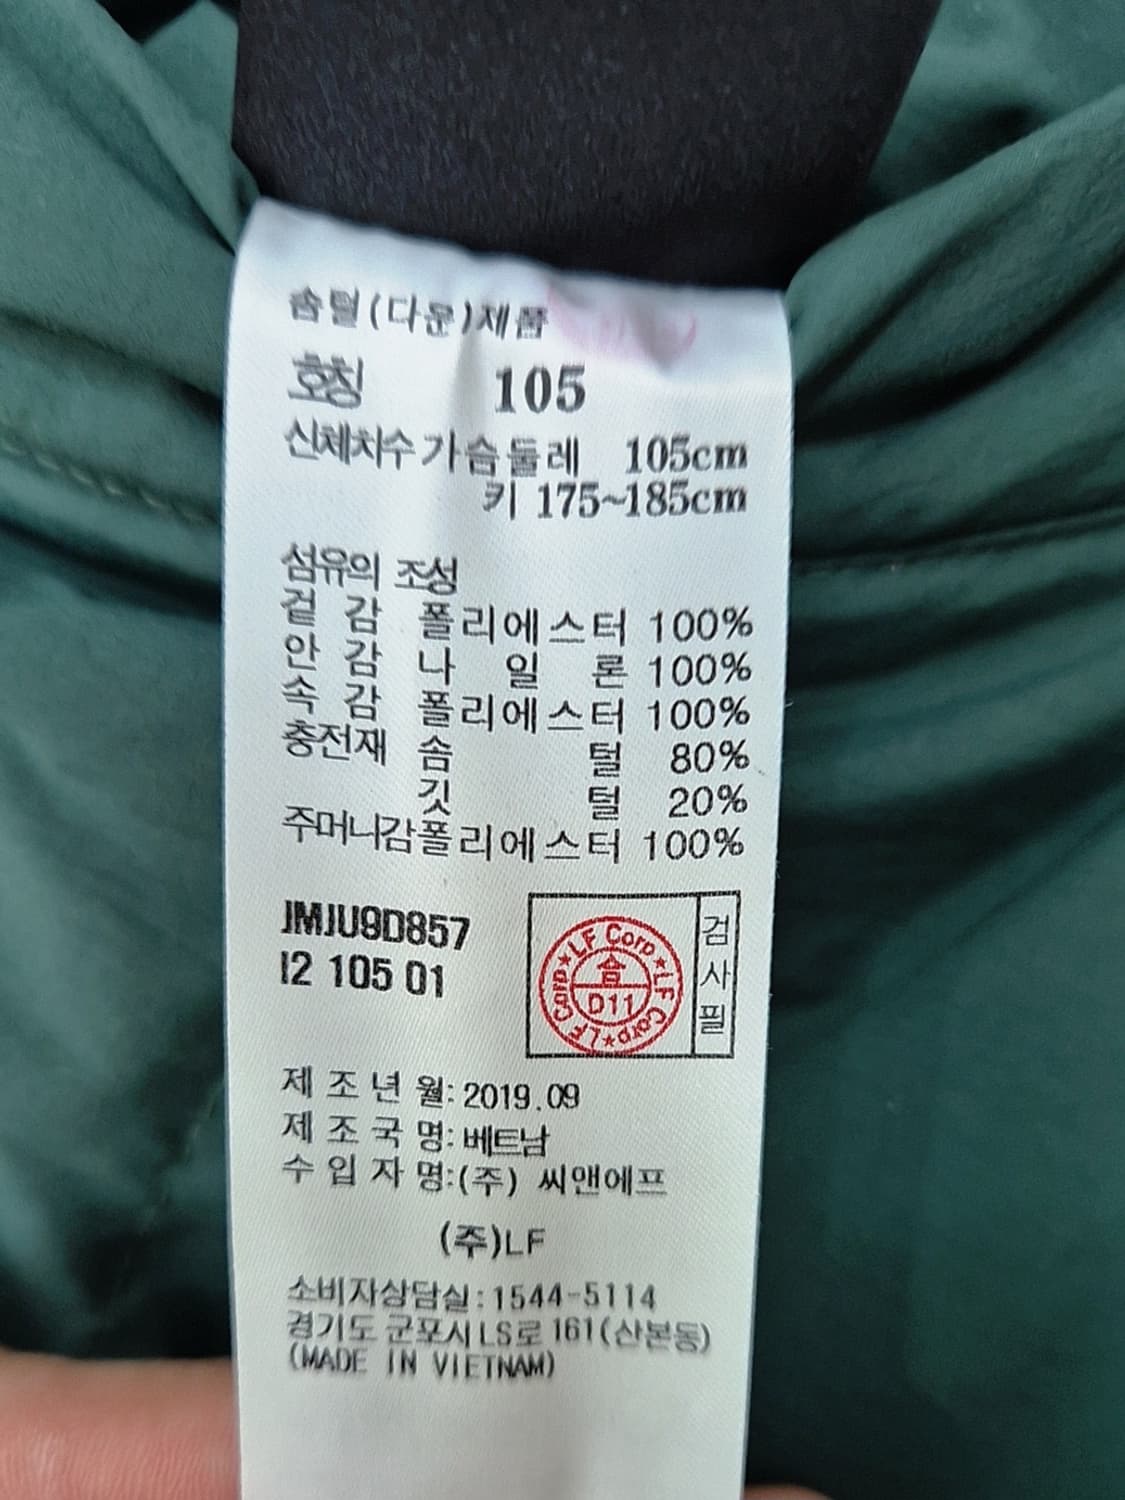 솜털(다운)제품
호칭 105
신체치수 가슴둘레 105cm
키 175~185cm
섬유의 조성
겉 감 폴리에스터 100%
안 감 나 일 론 100%
속 감 폴리에스터 100%
충전재 솜 털 80%
깃 털 20%
주머니감 폴리에스터 100%
JMJU9D857
I2 105 01
LF Corp★LF Corp★LF Corp★
合
D11
검사필
제 조 년 월: 2019.09
제 조 국 명: 베트남
수 입 자 명:(주) 씨앤에프
(주)LF
소비자상담실:1544-5114
경기도 군포시 LS로 161(산본동)
(MADE IN VIETNAM)